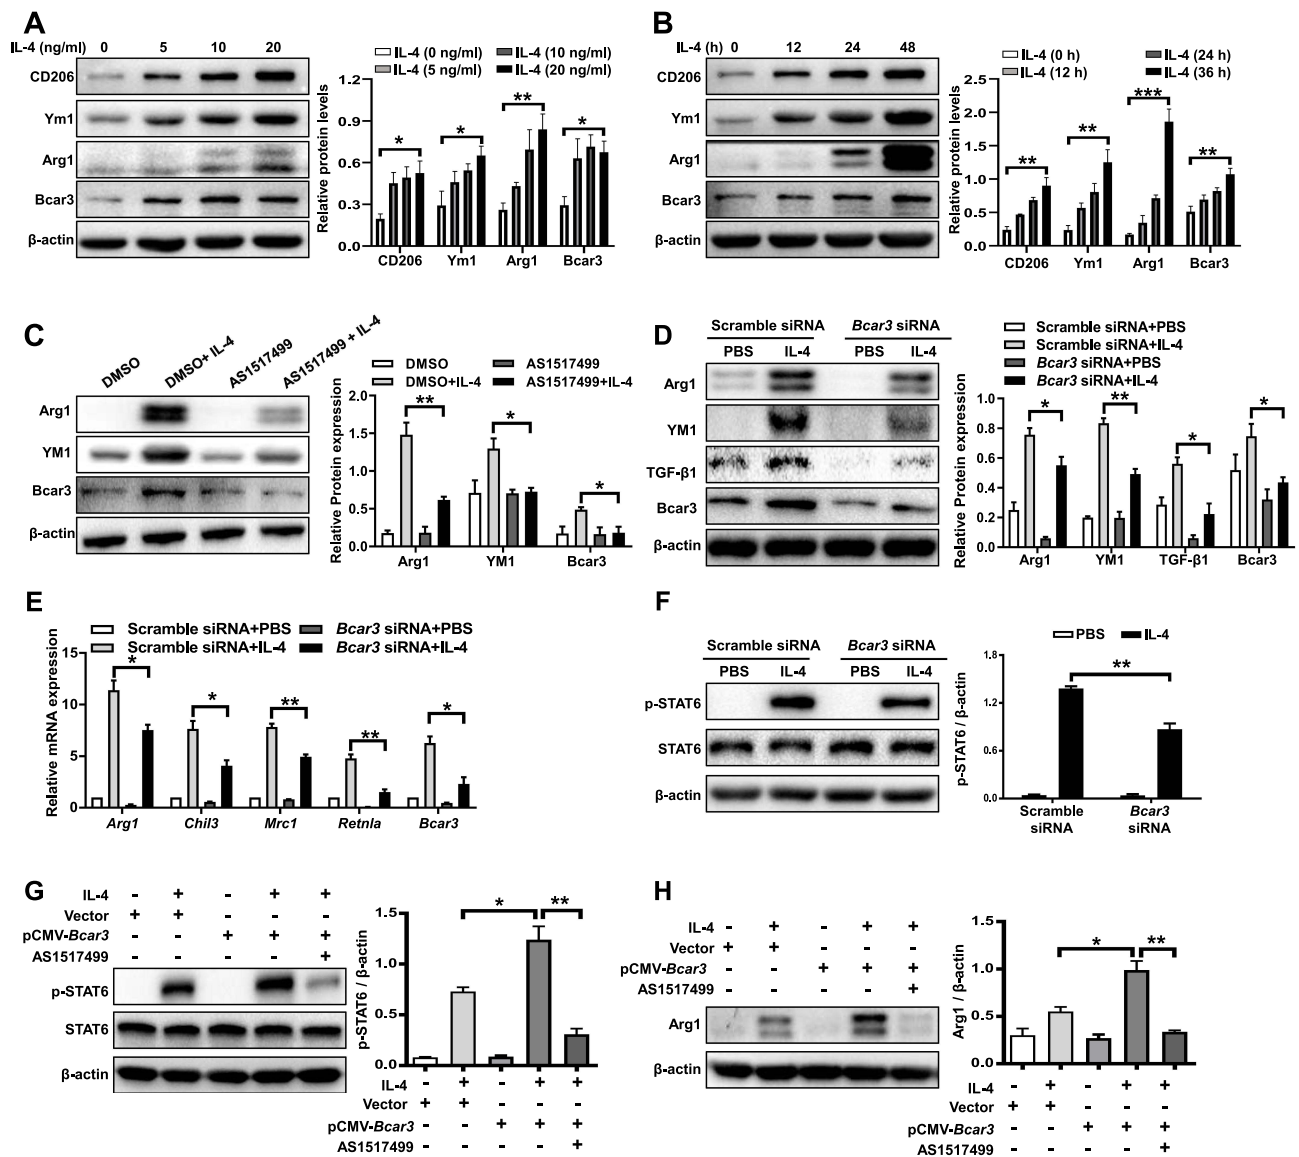 A
IL-4 (ng/ml) 0 5 10 20
CD206
Ym1
Arg1
Bcar3
β-actin
IL-4 (0 ng/ml) IL-4 (10 ng/ml)
IL-4 (5 ng/ml) IL-4 (20 ng/ml)
Relative protein levels
1.2
0.9
0.6
0.3
0.0
* * ** *
CD206 Ym1 Arg1 Bcar3
B
IL-4 (h) 0 12 24 48
CD206
Ym1
Arg1
Bcar3
β-actin
IL-4 (0 h) IL-4 (24 h)
IL-4 (12 h) IL-4 (36 h)
Relative protein levels
2.5
2.0
1.5
1.0
0.5
0.0
** ** *** **
CD206 Ym1 Arg1 Bcar3
C
DMSO DMSO+ IL-4 AS1517499 AS1517499 + IL-4
Arg1
YM1
Bcar3
β-actin
DMSO AS1517499
DMSO+IL-4 AS1517499+IL-4
Relative Protein expression
2.0
1.5
1.0
0.5
0.0
** * *
Arg1 YM1 Bcar3
D
Scramble siRNA Bcar3 siRNA
PBS IL-4 PBS IL-4
Arg1
YM1
TGF-β1
Bcar3
β-actin
Scramble siRNA+PBS
Scramble siRNA+IL-4
Bcar3 siRNA+PBS
Bcar3 siRNA+IL-4
Relative Protein expression
1.0
0.8
0.6
0.4
0.2
0.0
* ** * *
Arg1 YM1 TGF-β1 Bcar3
E
Scramble siRNA+PBS Bcar3 siRNA+PBS
Scramble siRNA+IL-4 Bcar3 siRNA+IL-4
Relative mRNA expression
15
10
5
0
* * ** ** *
Arg1 Chil3 Mrc1 Retnla Bcar3
F
Scramble siRNA Bcar3 siRNA
PBS IL-4 PBS IL-4
p-STAT6
STAT6
β-actin
PBS IL-4
p-STAT6 / β-actin
1.8
1.2
0.6
0.0
**
Scramble Bcar3
siRNA siRNA
G
IL-4 - + - + +
Vector + + - - -
pCMV-Bcar3 - - + + +
AS1517499 - - - - +
p-STAT6
STAT6
β-actin
p-STAT6 / β-actin
1.5
1.0
0.5
0.0
* **
IL-4 - + - + +
Vector + + - - -
pCMV-Bcar3 - - + + +
AS1517499 - - - - +
H
IL-4 - + - + +
Vector + + - - -
pCMV-Bcar3 - - + + +
AS1517499 - - - - +
Arg1
β-actin
Arg1 / β-actin
1.5
1.0
0.5
0.0
* **
IL-4 - + - + +
Vector + + - - -
pCMV-Bcar3 - - + + +
AS1517499 - - - - +